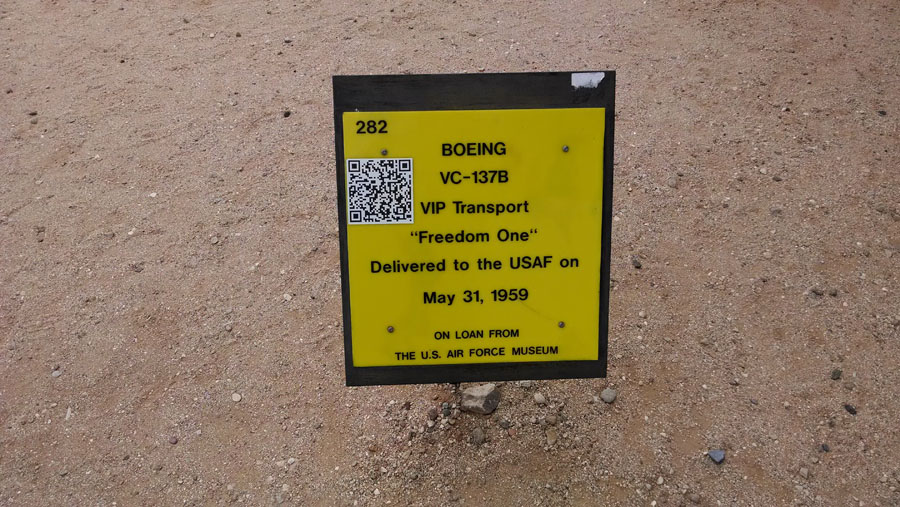 282
BOEING
VC-137B
VIP Transport
"Freedom One"
Delivered to the USAF on
May 31, 1959
ON LOAN FROM
THE U.S. AIR FORCE MUSEUM